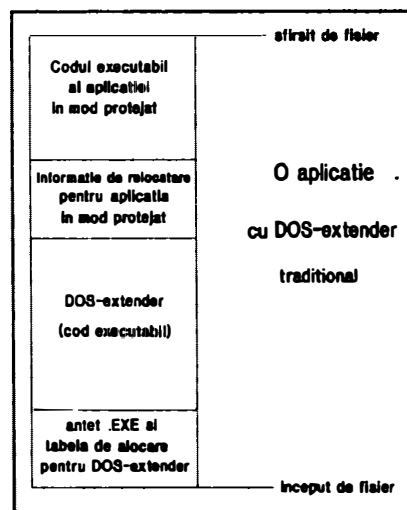 sfirsit de fisier
Codul executabil
al aplicatiei
in mod protejat
Informatie de relocatare
pentru aplicatia
in mod protejat
O aplicatie
cu DOS-extender
traditional
DOS-extender
(cod executabil)
antet .EXE si
tabela de alocare
pentru DOS-extender
inceput de fisier